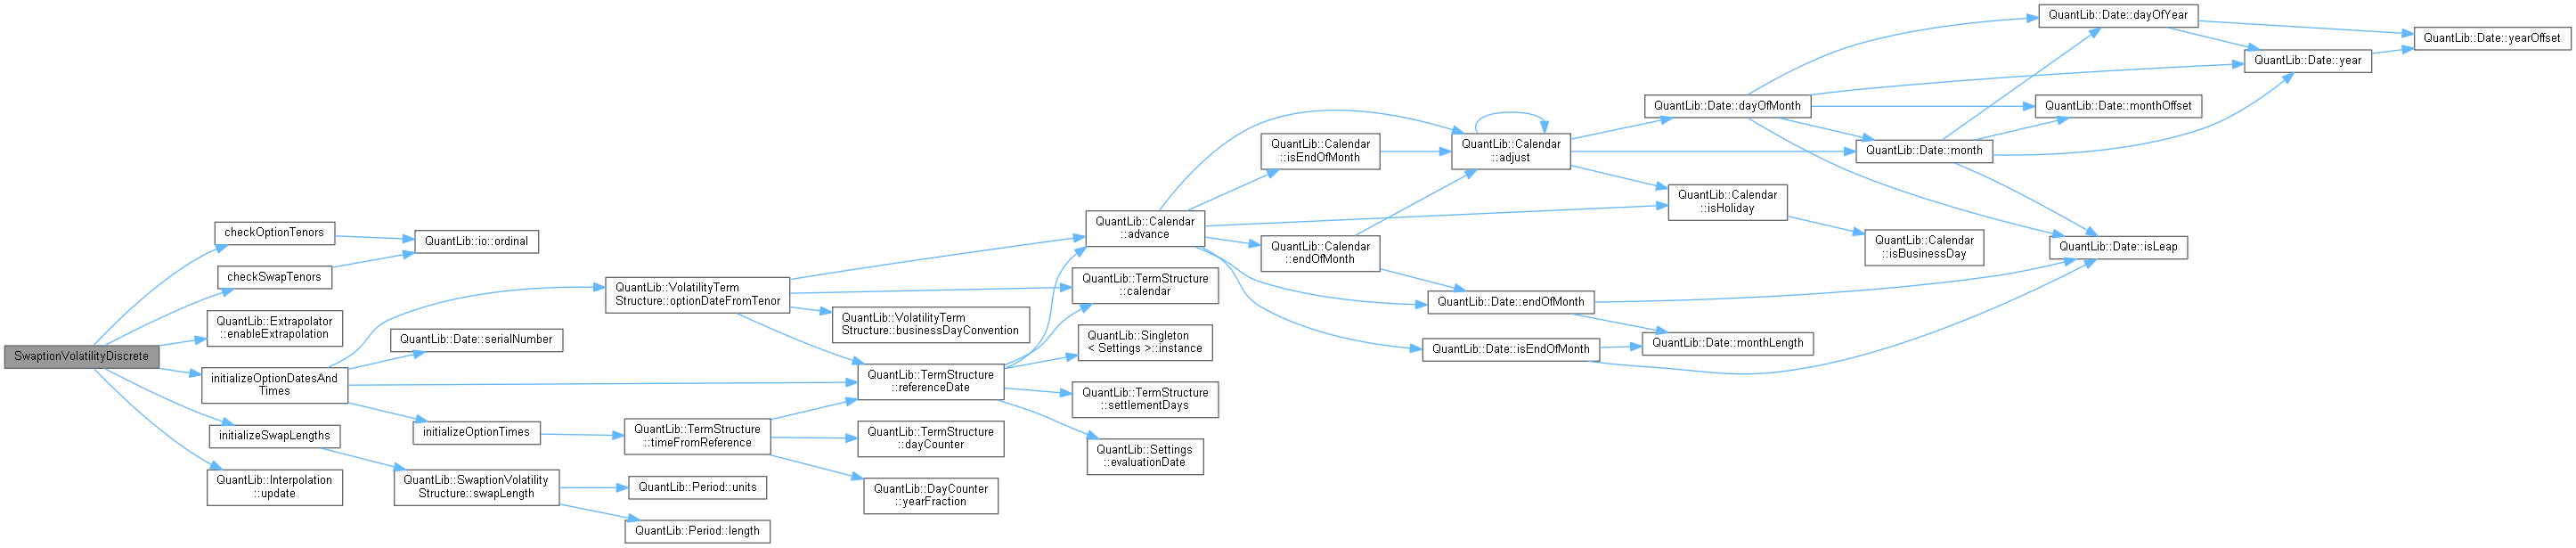 SwaptionVolatilityDiscrete
checkOptionTenors
QuantLib::io::ordinal
checkSwapTenors
QuantLib::Extrapolator
::enableExtrapolation
initializeOptionDatesAnd
Times
QuantLib::Date::serialNumber
initializeOptionTimes
initializeSwapLengths
QuantLib::Interpolation
::update
QuantLib::SwaptionVolatility
Structure::swapLength
QuantLib::VolatilityTerm
Structure::optionDateFromTenor
QuantLib::TermStructure
::timeFromReference
QuantLib::Period::units
QuantLib::Period::length
QuantLib::VolatilityTerm
Structure::businessDayConvention
QuantLib::TermStructure
::referenceDate
QuantLib::TermStructure
::dayCounter
QuantLib::DayCounter
::yearFraction
QuantLib::Calendar
::advance
QuantLib::TermStructure
::calendar
QuantLib::Singleton
< Settings >::instance
QuantLib::TermStructure
::settlementDays
QuantLib::Settings
::evaluationDate
QuantLib::Calendar
::isEndOfMonth
QuantLib::Calendar
::endOfMonth
QuantLib::Calendar
::adjust
QuantLib::Date::endOfMonth
QuantLib::Date::isEndOfMonth
QuantLib::Date::dayOfMonth
QuantLib::Calendar
::isHoliday
QuantLib::Date::monthLength
QuantLib::Date::month
QuantLib::Calendar
::isBusinessDay
QuantLib::Date::dayOfYear
QuantLib::Date::monthOffset
QuantLib::Date::isLeap
QuantLib::Date::year
QuantLib::Date::yearOffset